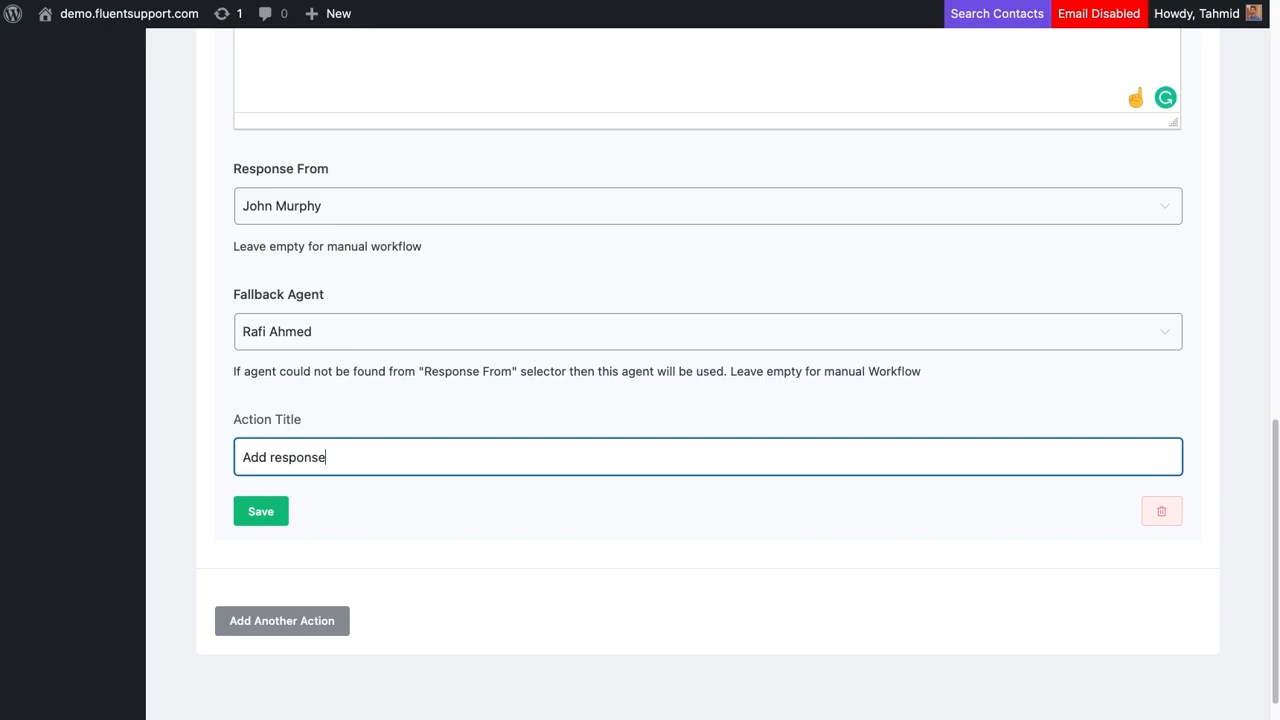 demo.fluentsupport.com 1 0 New Search Contacts Email Disabled Howdy, Tahmid
Response From
John Murphy
Leave empty for manual workflow
Fallback Agent
Rafi Ahmed
If agent could not be found from "Response From" selector then this agent will be used. Leave empty for manual Workflow
Action Title
Add response
Save
Add Another Action